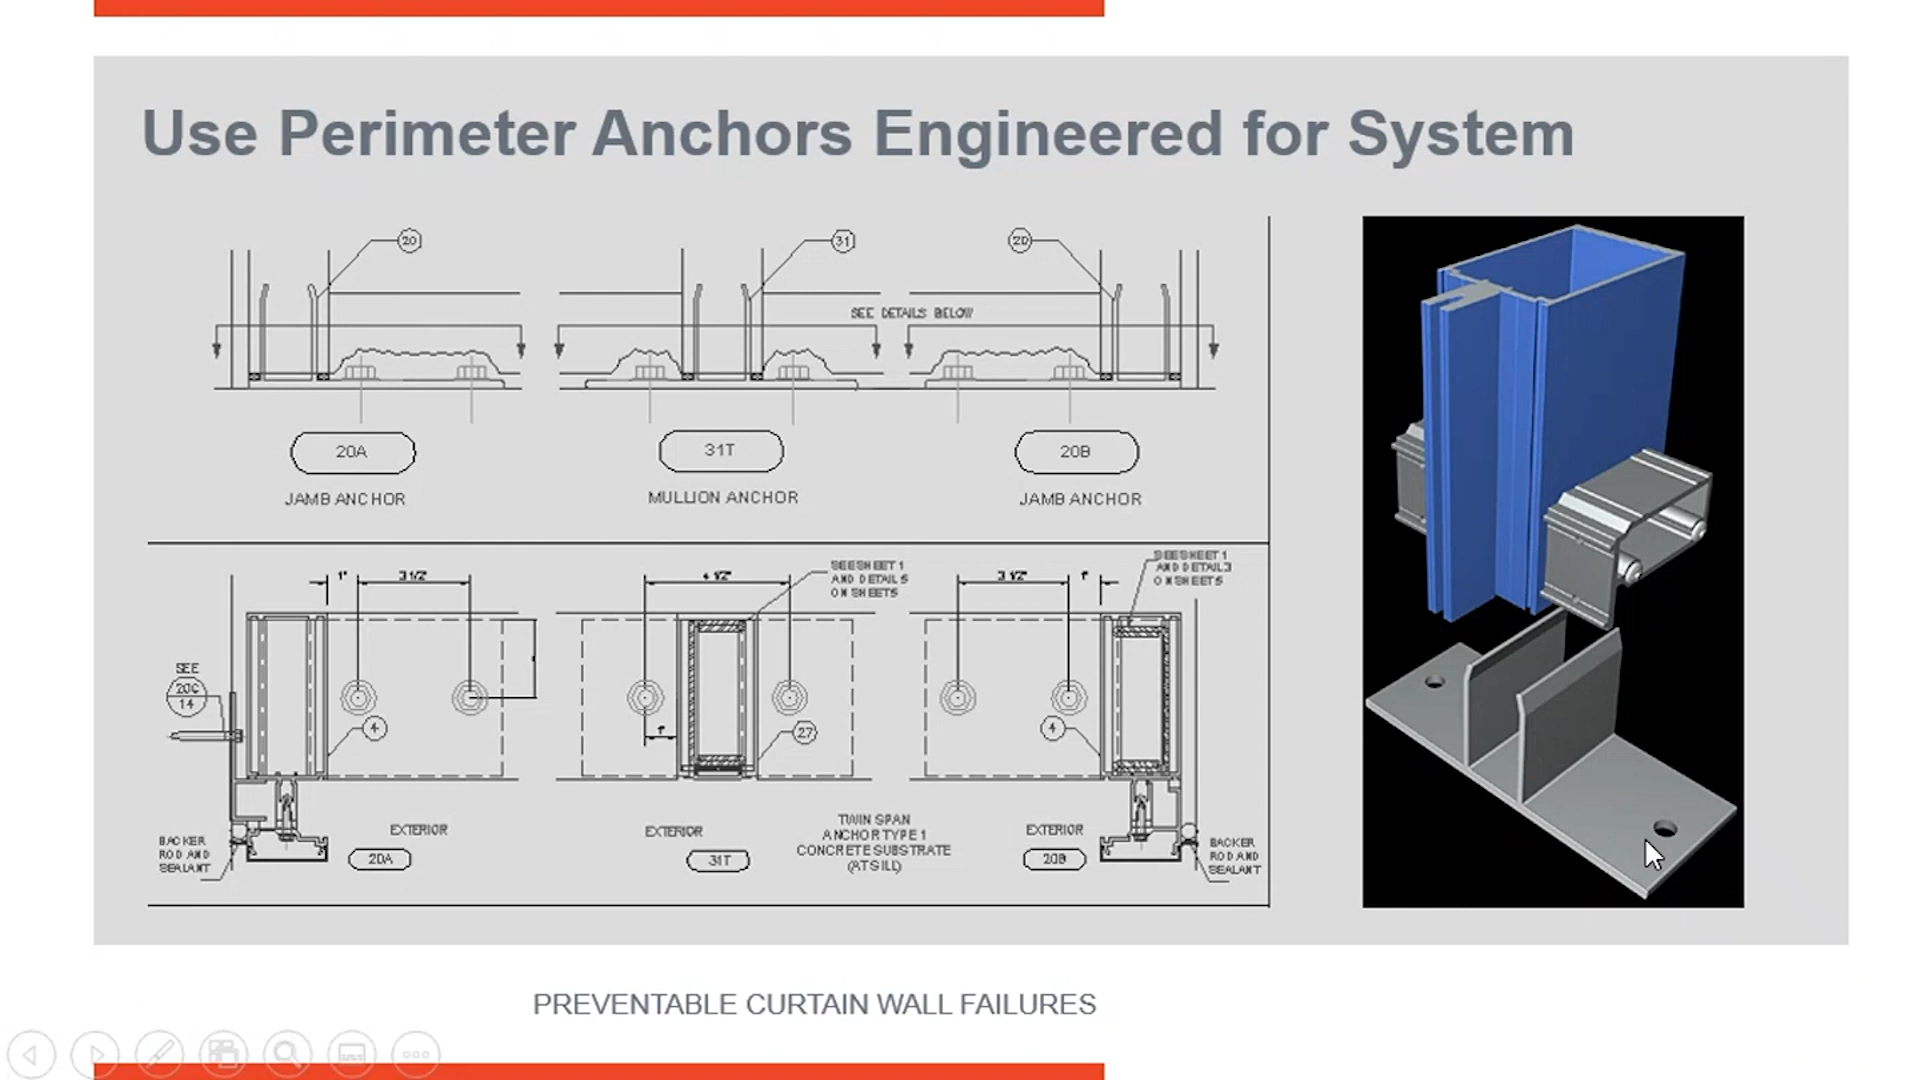 Use Perimeter Anchors Engineered for System
20
31
20
SEE DETAILS BELOW
20A
31T
20B
JAMB ANCHOR
MULLION ANCHOR
JAMB ANCHOR
1"
3 1/2"
4 1/2"
SEE SHEET 1
AND DETAILS
ON SHEETS
3 1/2"
1"
SEE SHEET 1
AND DETAILS
ON SHEETS
SEE
20C
14
4
1"
27
4
BACKER
ROD AND
SEALANT
EXTERIOR
20A
EXTERIOR
31T
TWIN SPAN
ANCHOR TYPE 1
CONCRETE SUBSTRATE
(AT SILL)
EXTERIOR
20B
BACKER
ROD AND
SEALANT
PREVENTABLE CURTAIN WALL FAILURES